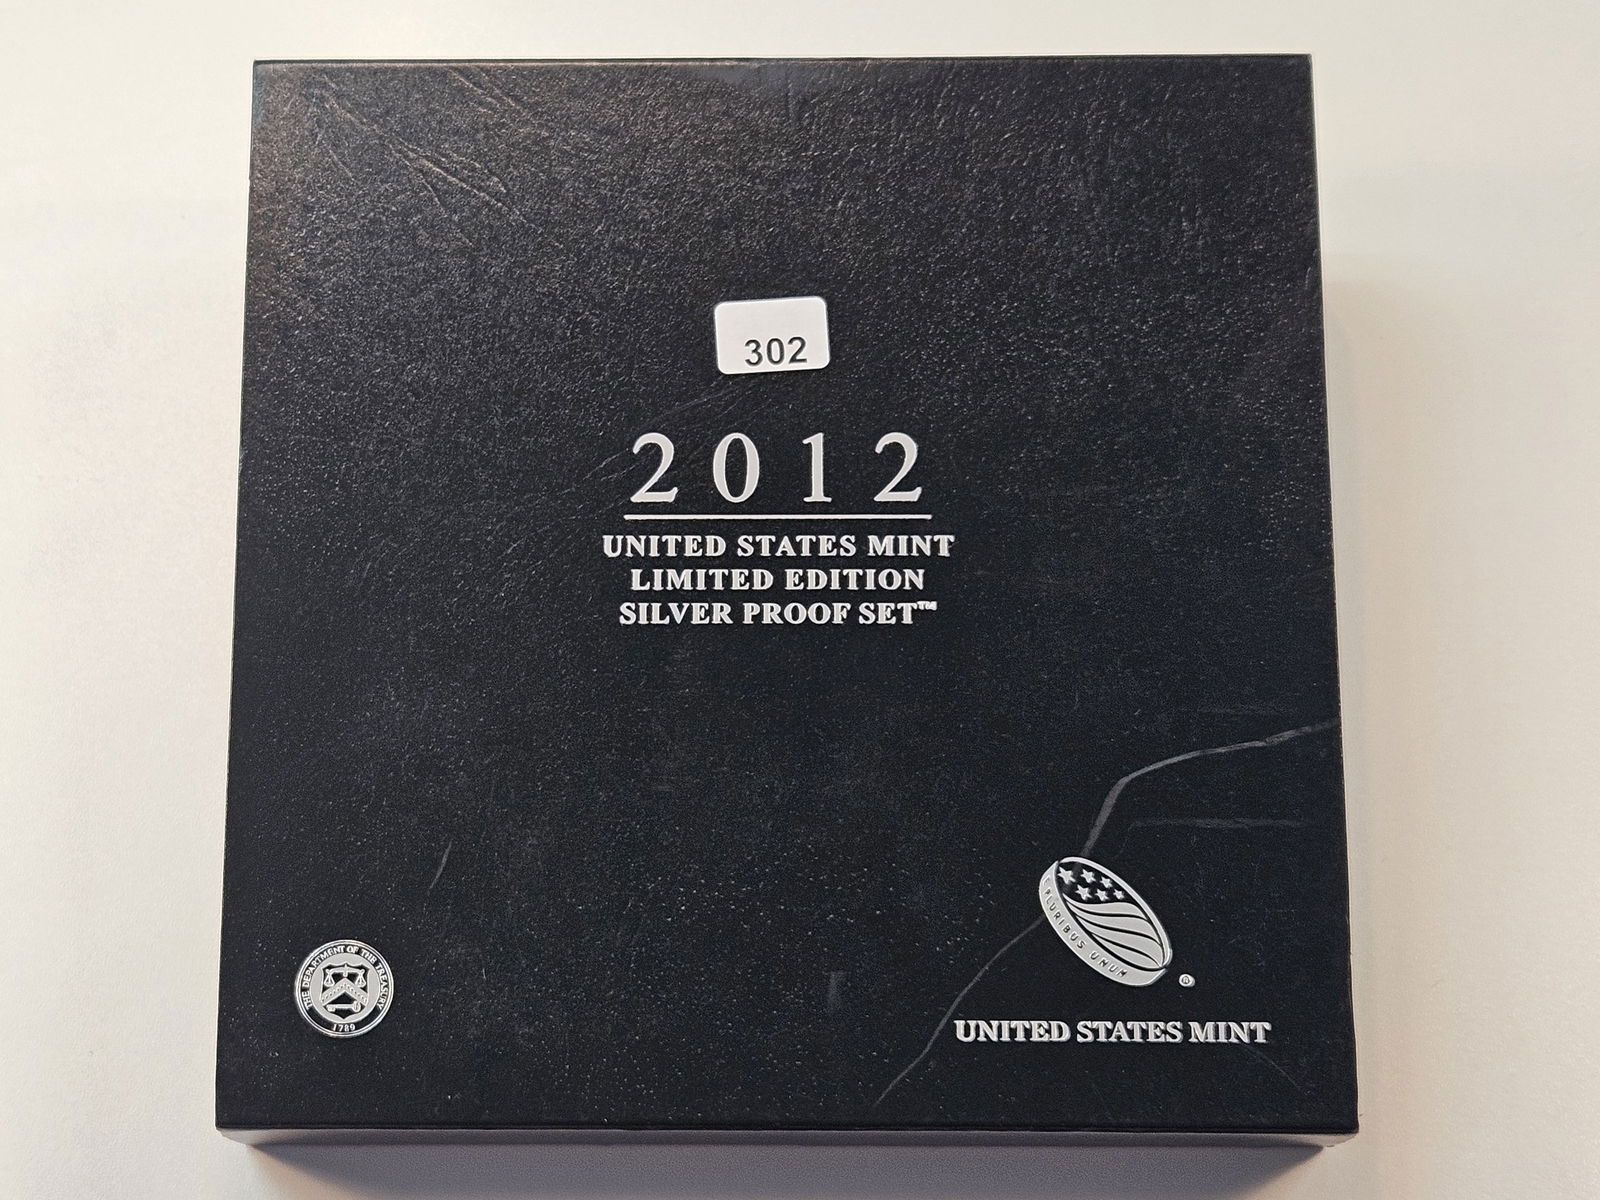 302
2012
UNITED STATES MINT
LIMITED EDITION
SILVER PROOF SET™
THE DEPARTMENT OF THE TREASURY
1789
E PLURIBUS UNUM
®
UNITED STATES MINT